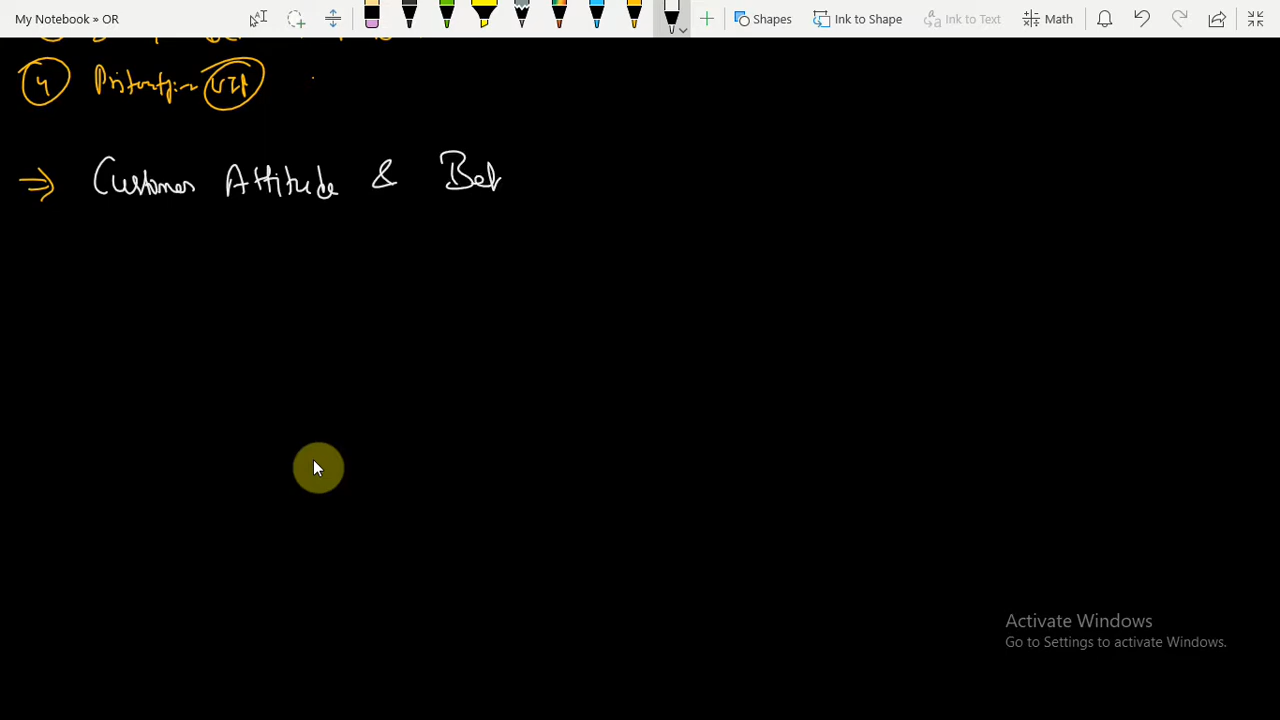 My Notebook » OR
Shapes Ink to Shape Ink to Text Math
4 VIP
⇒ Customer Attitude & Beh
Activate Windows
Go to Settings to activate Windows.